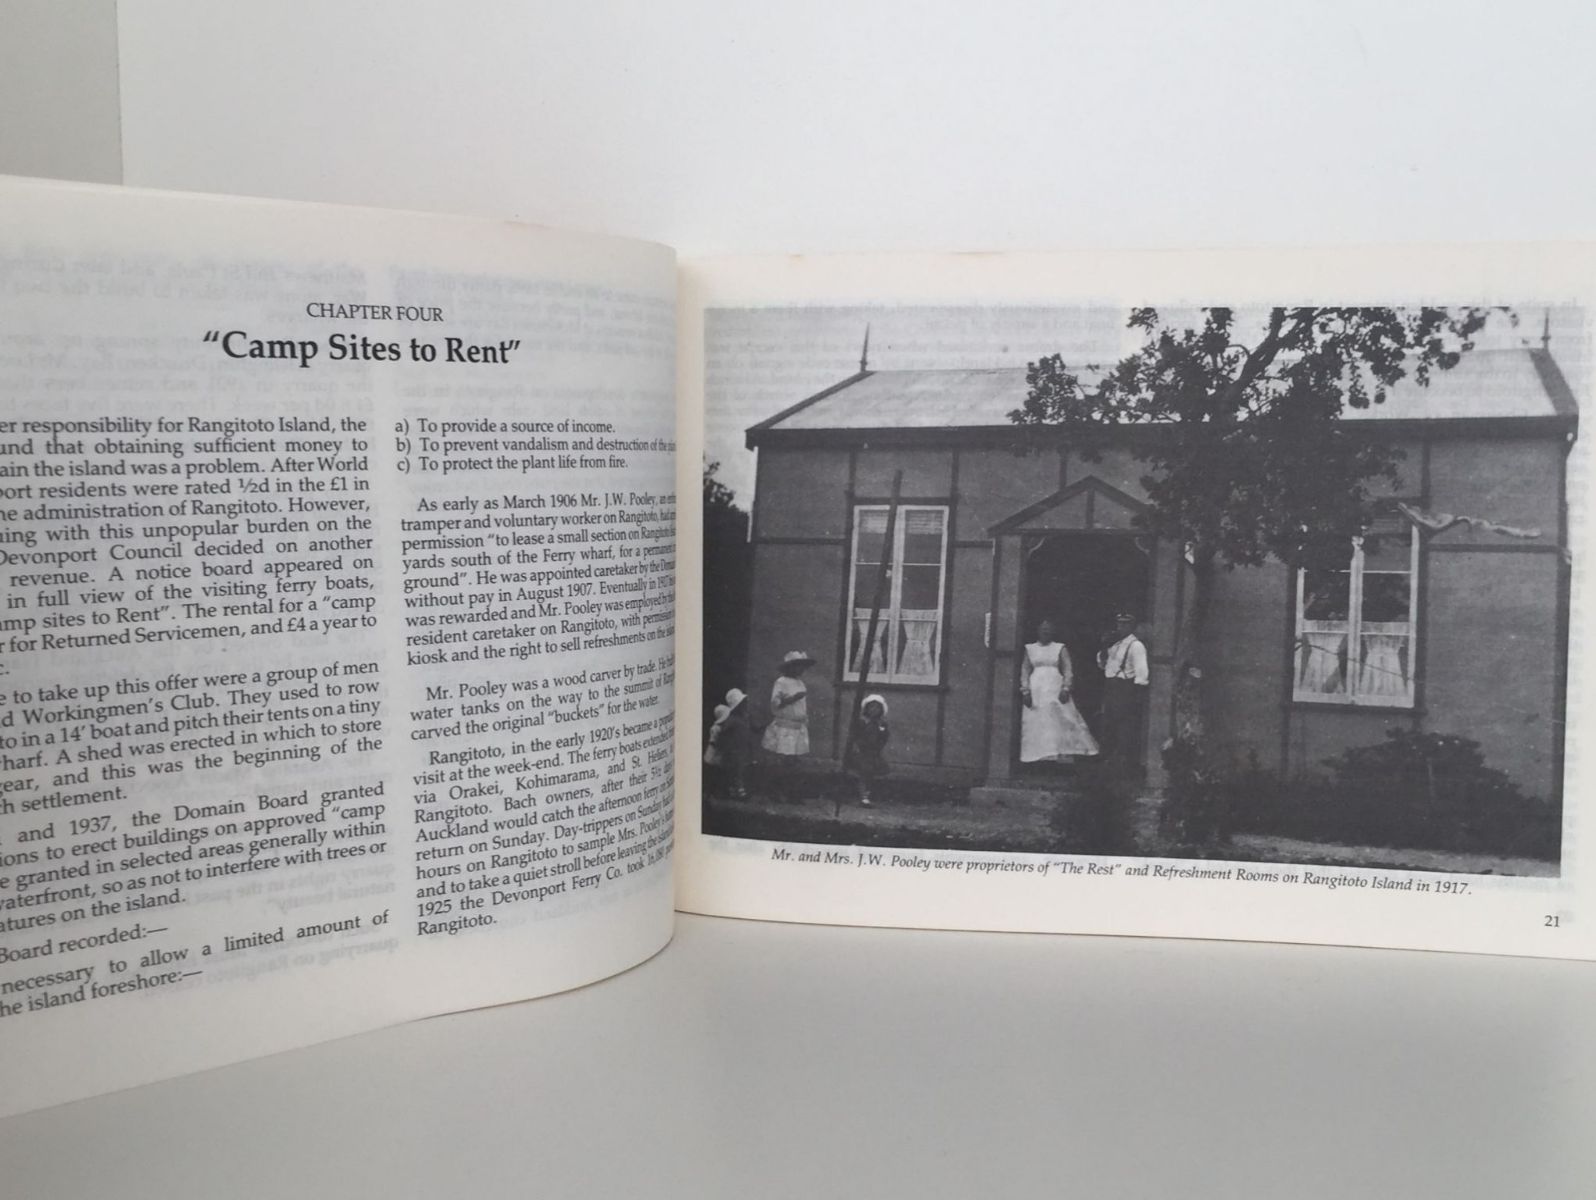 CHAPTER FOUR
“Camp Sites to Rent”
er responsibility for Rangitoto Island, the
und that obtaining sufficient money to
ain the island was a problem. After World
port residents were rated ½d in the £1 in
he administration of Rangitoto. However,
ing with this unpopular burden on the
Devonport Council decided on another
revenue. A notice board appeared on
in full view of the visiting ferry boats,
amp sites to Rent”. The rental for a “camp
r for Returned Servicemen, and £4 a year to
c.
e to take up this offer were a group of men
d Workingmen’s Club. They used to row
to in a 14’ boat and pitch their tents on a tiny
harf. A shed was erected in which to store
ear, and this was the beginning of the
h settlement.
and 1937, the Domain Board granted
ions to erect buildings on approved “camp
e granted in selected areas generally within
waterfront, so as not to interfere with trees or
atures on the island.
Board recorded:—
necessary to allow a limited amount of
he island foreshore:—
a) To provide a source of income.
b) To prevent vandalism and destruction of the
c) To protect the plant life from fire.
As early as March 1906 Mr. J.W. Pooley, an
tramper and voluntary worker on Rangitoto, had
permission “to lease a small section on Rangitoto
yards south of the Ferry wharf, for a permanent
ground”. He was appointed caretaker by the
without pay in August 1907. Eventually in 1917
was rewarded and Mr. Pooley was employed by the
resident caretaker on Rangitoto, with permission
kiosk and the right to sell refreshments on the
Mr. Pooley was a wood carver by trade. He
water tanks on the way to the summit of
carved the original “buckets” for the water.
Rangitoto, in the early 1920’s became a
visit at the week-end. The ferry boats extended
via Orakei, Kohimarama, and St. Heliers,
Rangitoto. Bach owners, after their 5½ day
Auckland would catch the afternoon ferry on
return on Sunday. Day-trippers on Sunday
hours on Rangitoto to sample Mrs. Pooley’s
and to take a quiet stroll before leaving the
1925 the Devonport Ferry Co. took 16,
Rangitoto.
Mr. and Mrs. J.W. Pooley were proprietors of “The Rest” and Refreshment Rooms on Rangitoto Island in 1917.
21